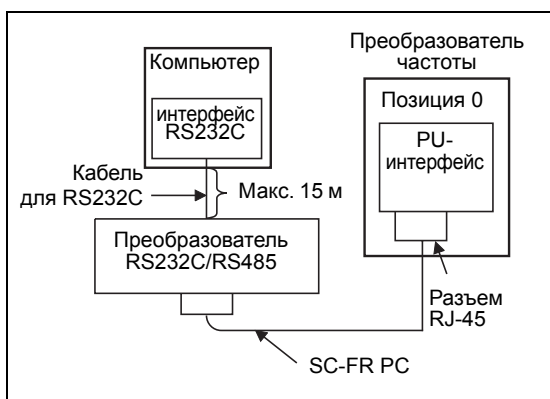 Компьютер
интерфейс
RS232C
Кабель
для RS232C
Макс. 15 м
Преобразователь
RS232C/RS485
SC-FR PC
Преобразователь
частоты
Позиция 0
PU-
интерфейс
Разъем
RJ-45